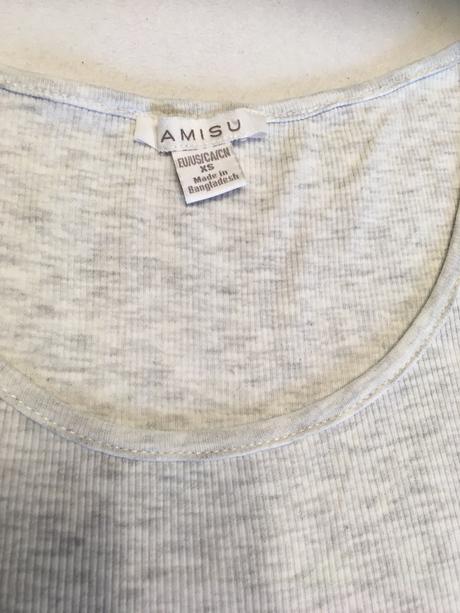 AMISU
EU/US/CA/CN
XS
Made in
Bangladesh